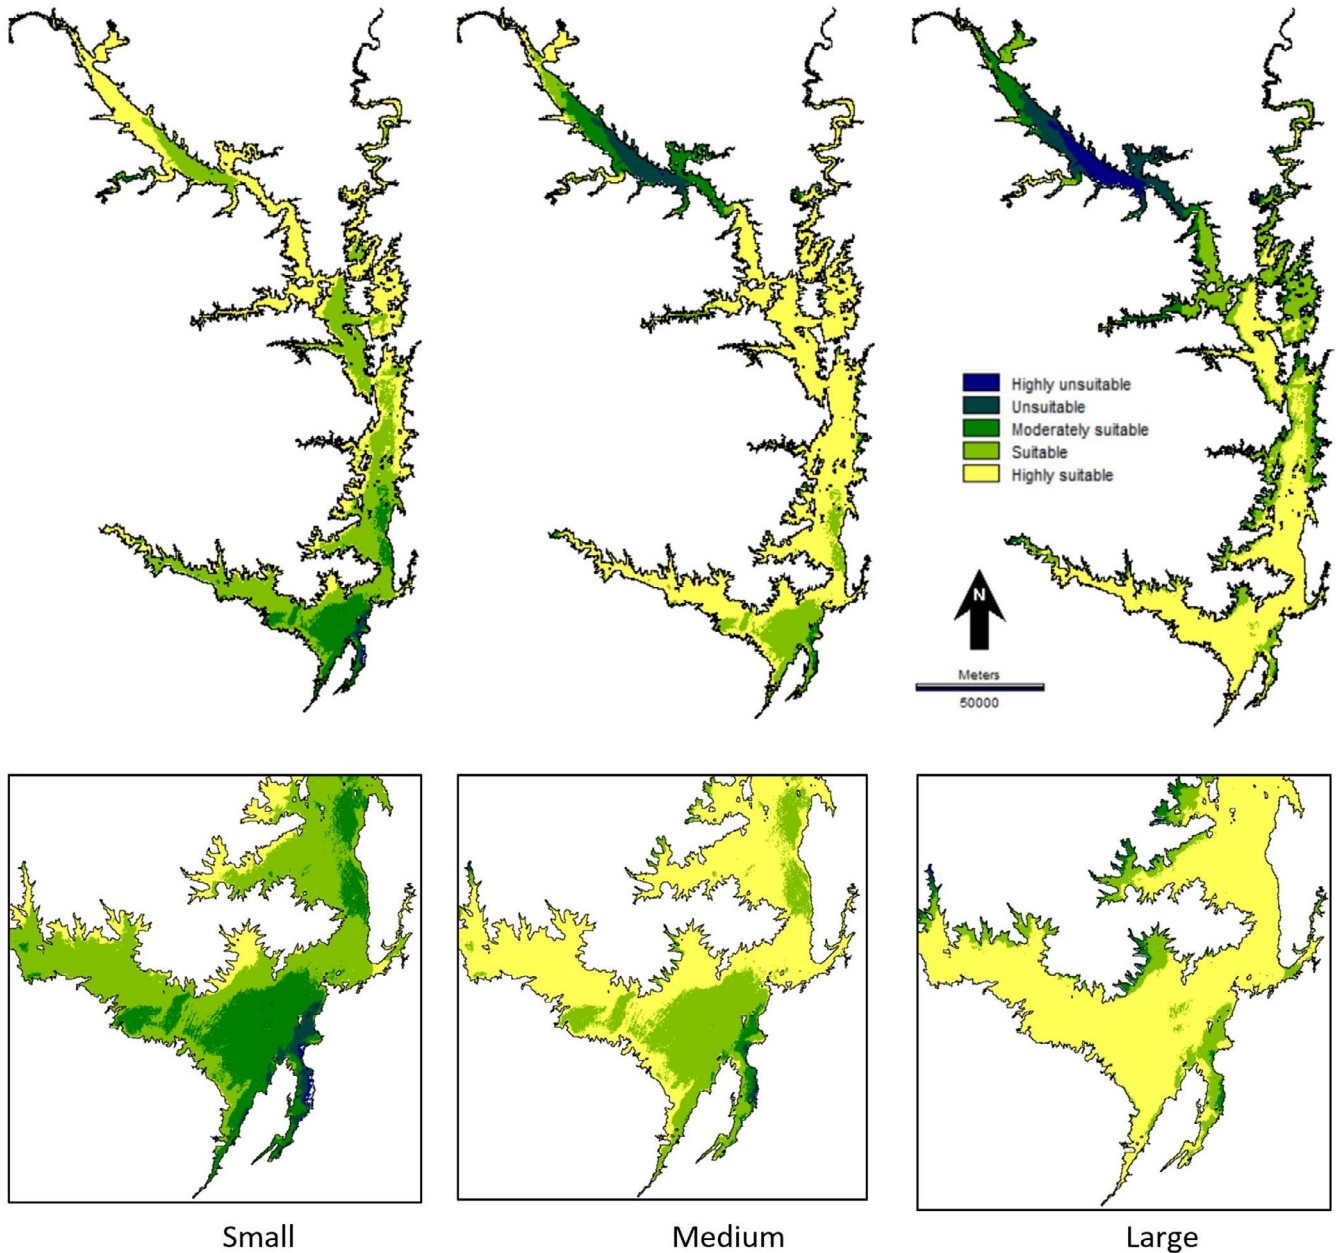 Highly unsuitable
Unsuitable
Moderately suitable
Suitable
Highly suitable
N
Meters
50000
Small
Medium
Large